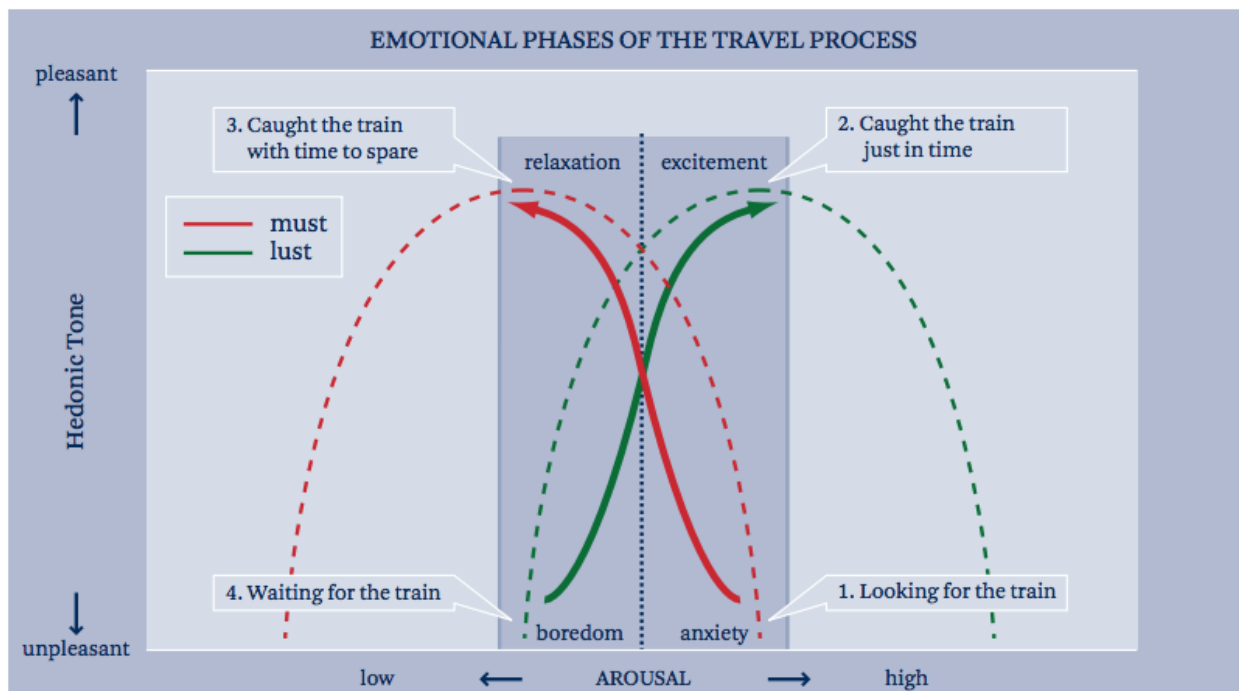 EMOTIONAL PHASES OF THE TRAVEL PROCESS
pleasant
3. Caught the train
with time to spare
2. Caught the train
just in time
relaxation
excitement
must
lust
Hedonic Tone
4. Waiting for the train
1. Looking for the train
boredom
anxiety
unpleasant
low
AROUSAL
high